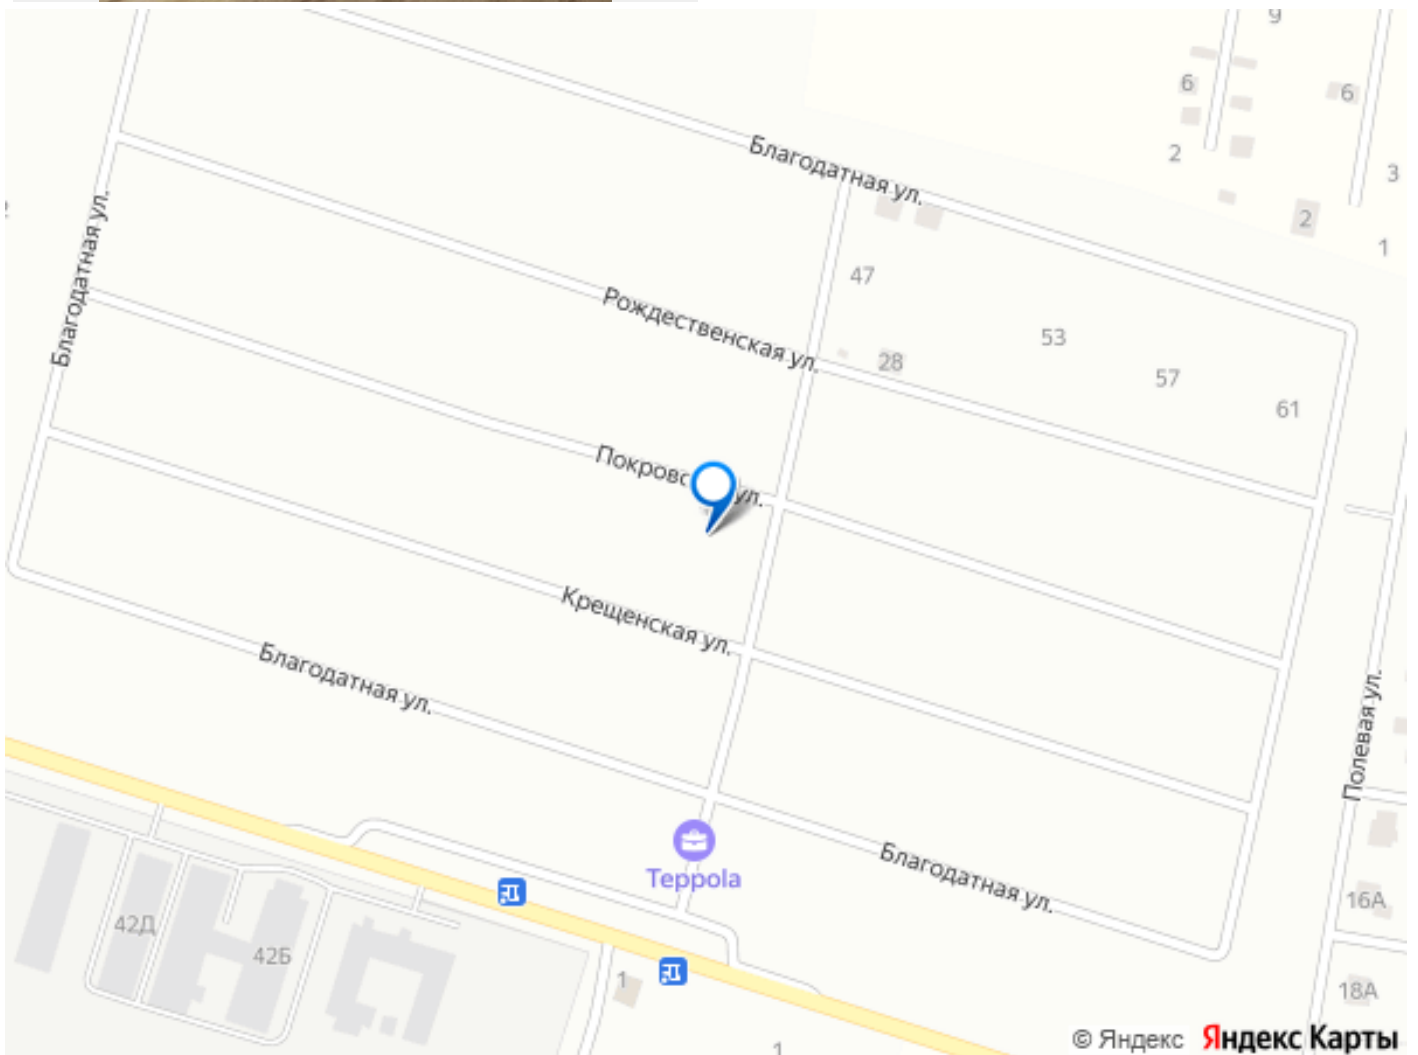 9
6
6
Благодатная ул.
2
3
Благодатная ул.
2
1
47
Рождественская ул.
53
28
57
61
Покровс
ул.
Крещенская ул.
Благодатная ул.
Полевая ул.
Teppola
Благодатная ул.
16А
42Д
42Б
1
18А
1
© Яндекс Яндекс Карты